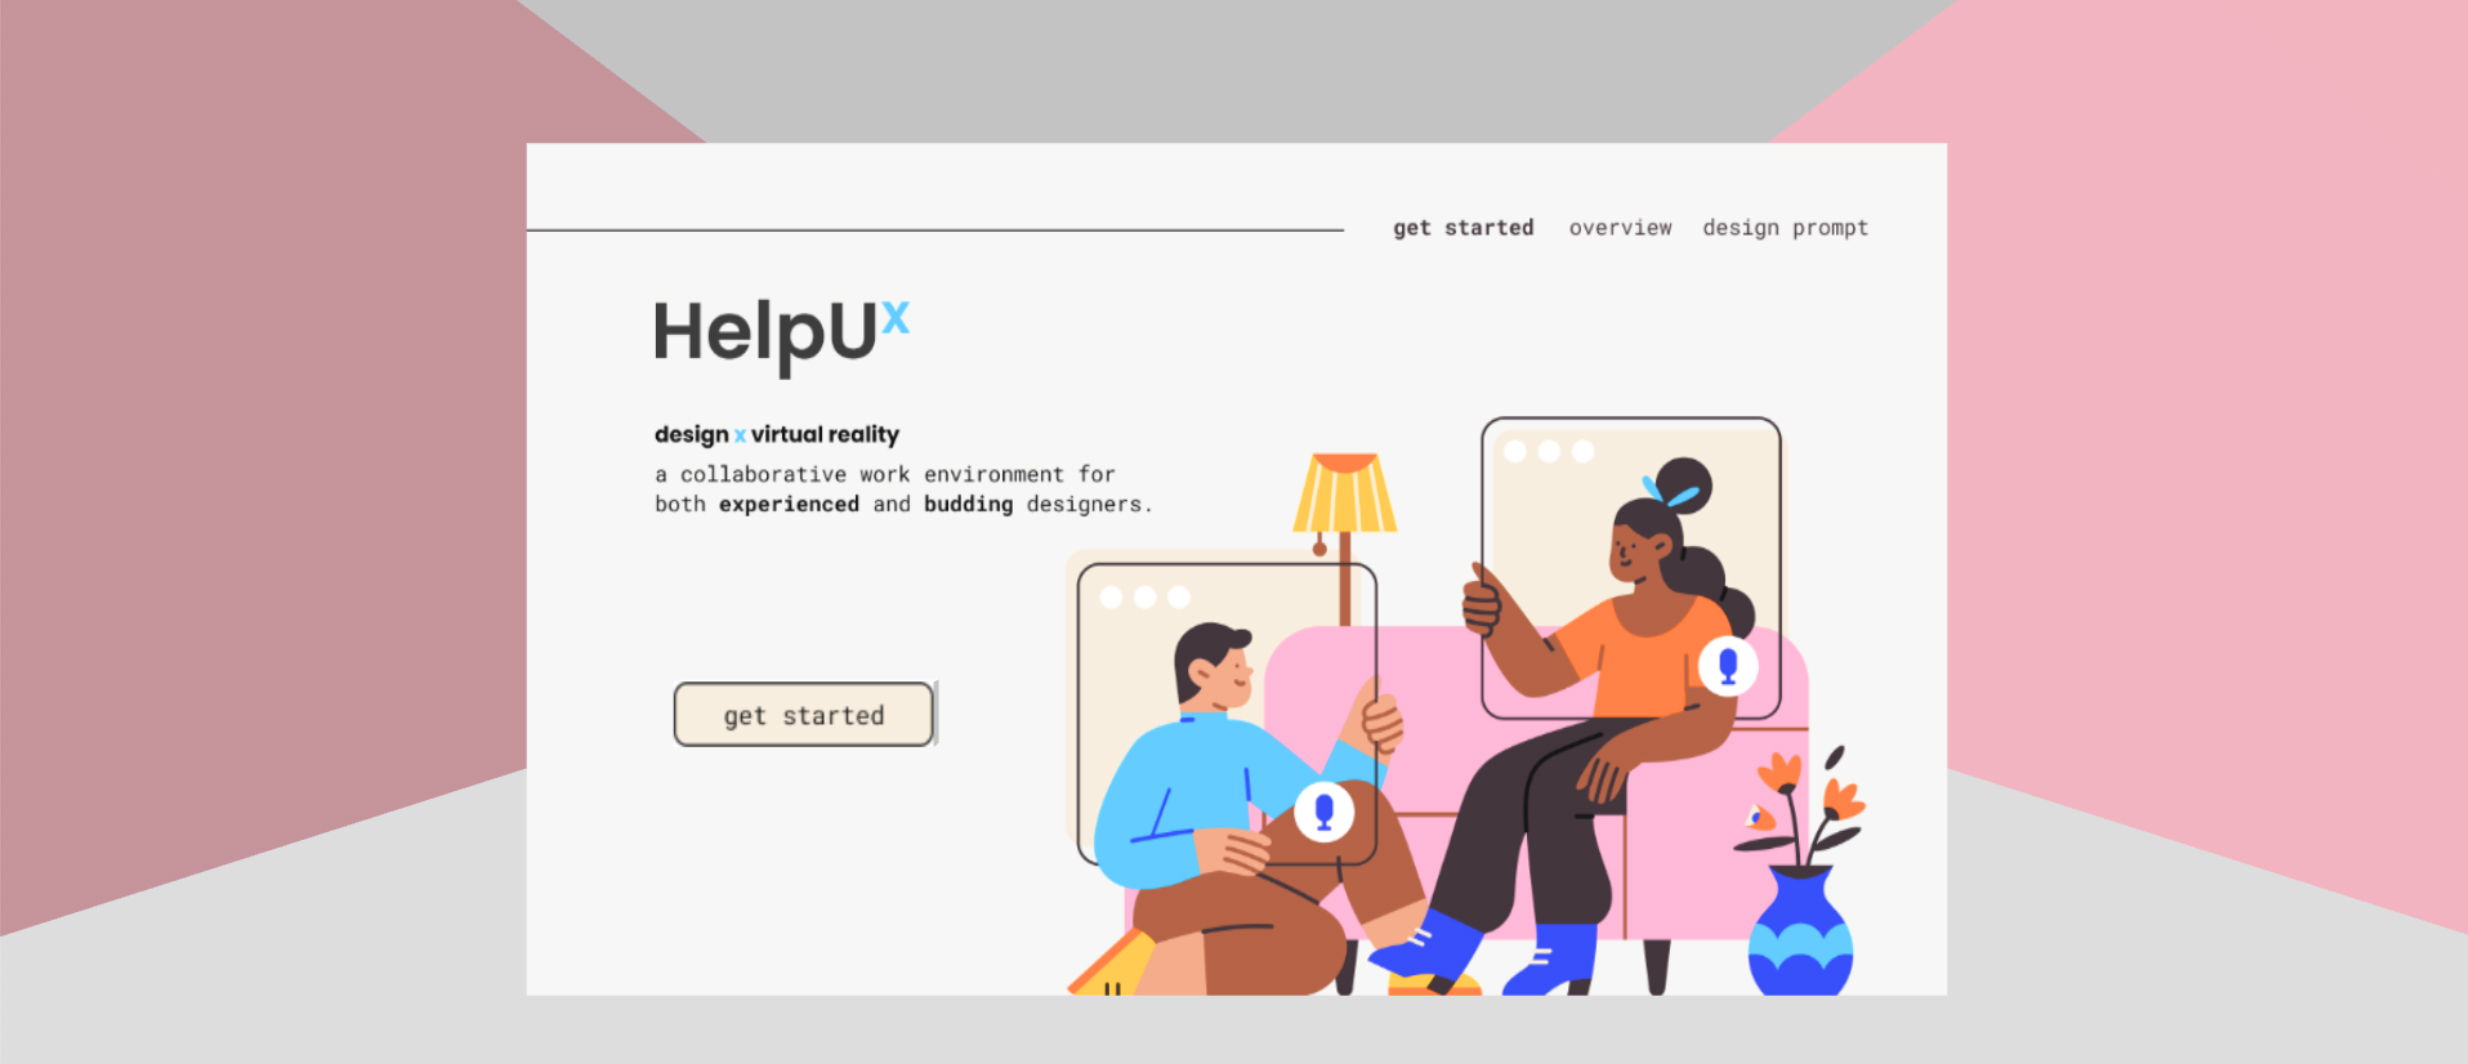 get started overview design prompt
HelpUx
design x virtual reality
a collaborative work environment for
both experienced and budding designers.
get started